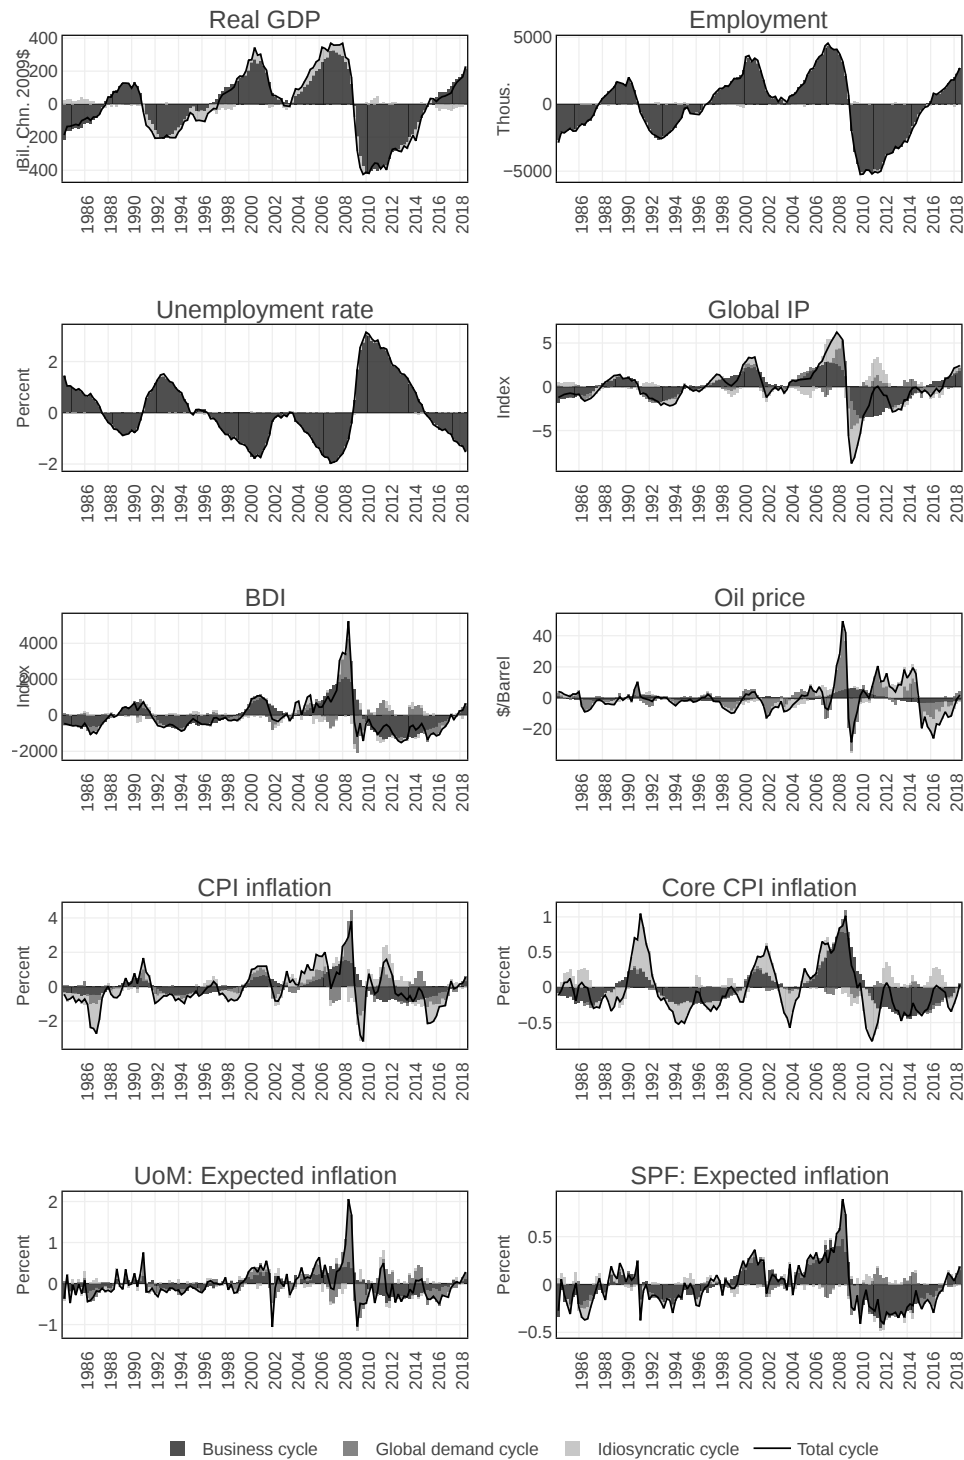 Real GDP
Employment
Bil. Chn. 2009$
400
200
0
200
400
1986 1988 1990 1992 1994 1996 1998 2000 2002 2004 2006 2008 2010 2012 2014 2016 2018
Thous.
5000
0
−5000
1986 1988 1990 1992 1994 1996 1998 2000 2002 2004 2006 2008 2010 2012 2014 2016 2018
Unemployment rate
Global IP
Percent
2
0
−2
1986 1988 1990 1992 1994 1996 1998 2000 2002 2004 2006 2008 2010 2012 2014 2016 2018
Index
5
0
−5
1986 1988 1990 1992 1994 1996 1998 2000 2002 2004 2006 2008 2010 2012 2014 2016 2018
BDI
Oil price
Index
4000
2000
0
−2000
1986 1988 1990 1992 1994 1996 1998 2000 2002 2004 2006 2008 2010 2012 2014 2016 2018
$/Barrel
40
20
0
−20
1986 1988 1990 1992 1994 1996 1998 2000 2002 2004 2006 2008 2010 2012 2014 2016 2018
CPI inflation
Core CPI inflation
Percent
4
2
0
−2
1986 1988 1990 1992 1994 1996 1998 2000 2002 2004 2006 2008 2010 2012 2014 2016 2018
Percent
1
0.5
0
−0.5
1986 1988 1990 1992 1994 1996 1998 2000 2002 2004 2006 2008 2010 2012 2014 2016 2018
UoM: Expected inflation
SPF: Expected inflation
Percent
2
1
0
−1
1986 1988 1990 1992 1994 1996 1998 2000 2002 2004 2006 2008 2010 2012 2014 2016 2018
Percent
0.5
0
−0.5
1986 1988 1990 1992 1994 1996 1998 2000 2002 2004 2006 2008 2010 2012 2014 2016 2018
Business cycle Global demand cycle Idiosyncratic cycle Total cycle